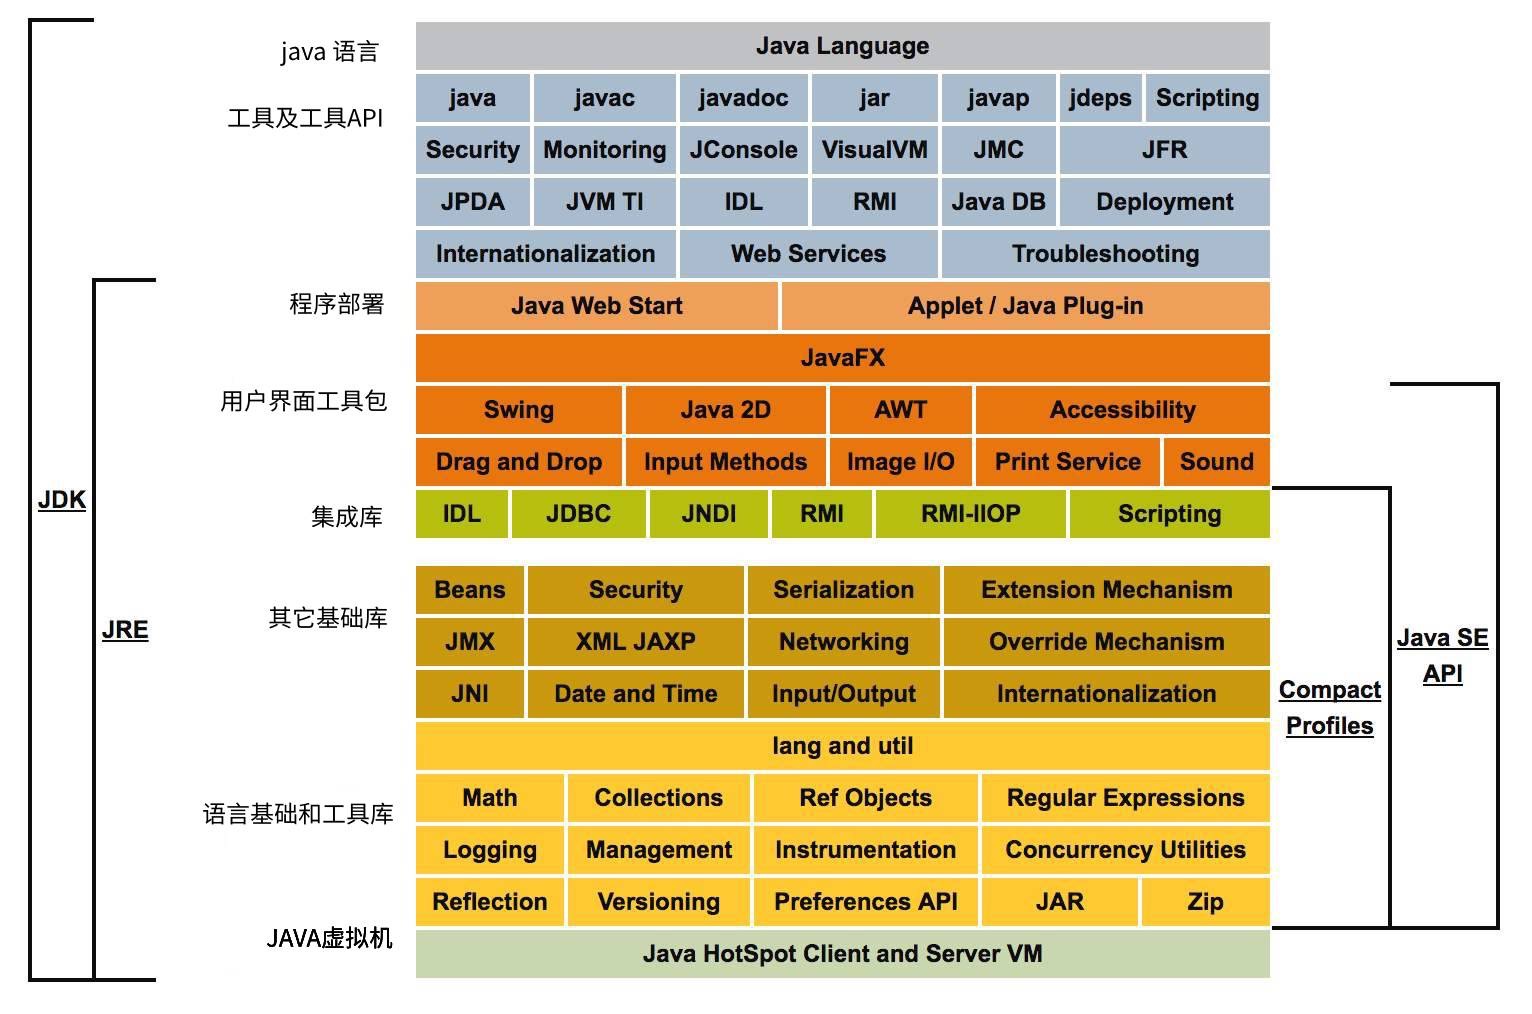 java 语言
Java Language
工具及工具API
java javac javadoc jar javap jdeps Scripting
Security Monitoring JConsole VisualVM JMC JFR
JPDA JVM TI IDL RMI Java DB Deployment
Internationalization Web Services Troubleshooting
程序部署
Java Web Start Applet / Java Plug-in
JavaFX
用户界面工具包
Swing Java 2D AWT Accessibility
Drag and Drop Input Methods Image I/O Print Service Sound
JDK
集成库
IDL JDBC JNDI RMI RMI-IIOP Scripting
其它基础库
Beans Security Serialization Extension Mechanism
JRE
JMX XML JAXP Networking Override Mechanism
Java SE
API
JNI Date and Time Input/Output Internationalization
Compact
Profiles
lang and util
语言基础和工具库
Math Collections Ref Objects Regular Expressions
Logging Management Instrumentation Concurrency Utilities
Reflection Versioning Preferences API JAR Zip
JAVA虚拟机
Java HotSpot Client and Server VM